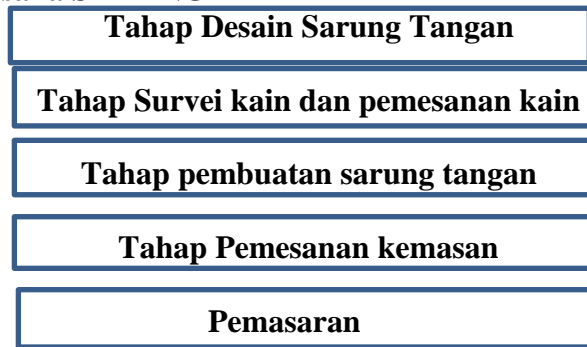 Tahap Desain Sarung Tangan
Tahap Survei kain dan pemesanan kain
Tahap pembuatan sarung tangan
Tahap Pemesanan kemasan
Pemasaran